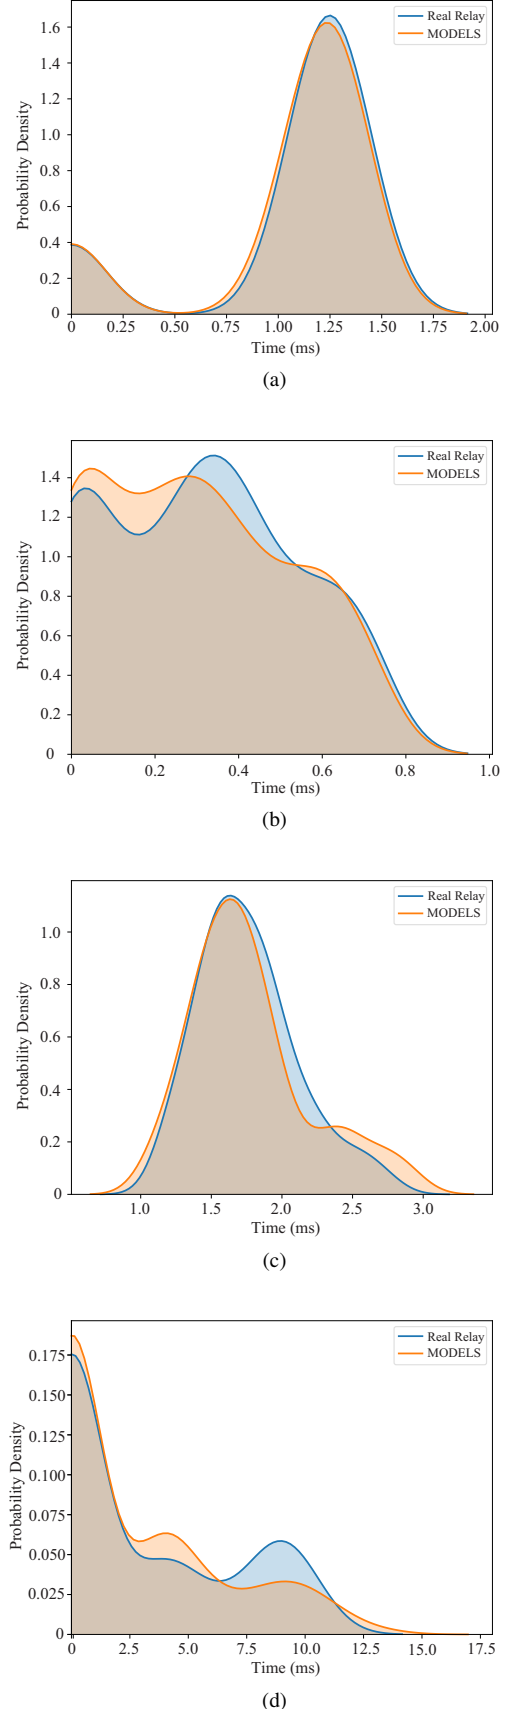 Real Relay
MODELS
Probability Density
1.6
1.4
1.2
1.0
0.8
0.6
0.4
0.2
0
0 0.25 0.50 0.75 1.00 1.25 1.50 1.75 2.00
Time (ms)
(a)
Real Relay
MODELS
Probability Density
1.4
1.2
1.0
0.8
0.6
0.4
0.2
0
0 0.2 0.4 0.6 0.8 1.0
Time (ms)
(b)
Real Relay
MODELS
Probability Density
1.0
0.8
0.6
0.4
0.2
0
1.0 1.5 2.0 2.5 3.0
Time (ms)
(c)
Real Relay
MODELS
Probability Density
0.175
0.150
0.125
0.100
0.075
0.050
0.025
0
0 2.5 5.0 7.5 10.0 12.5 15.0 17.5
Time (ms)
(d)